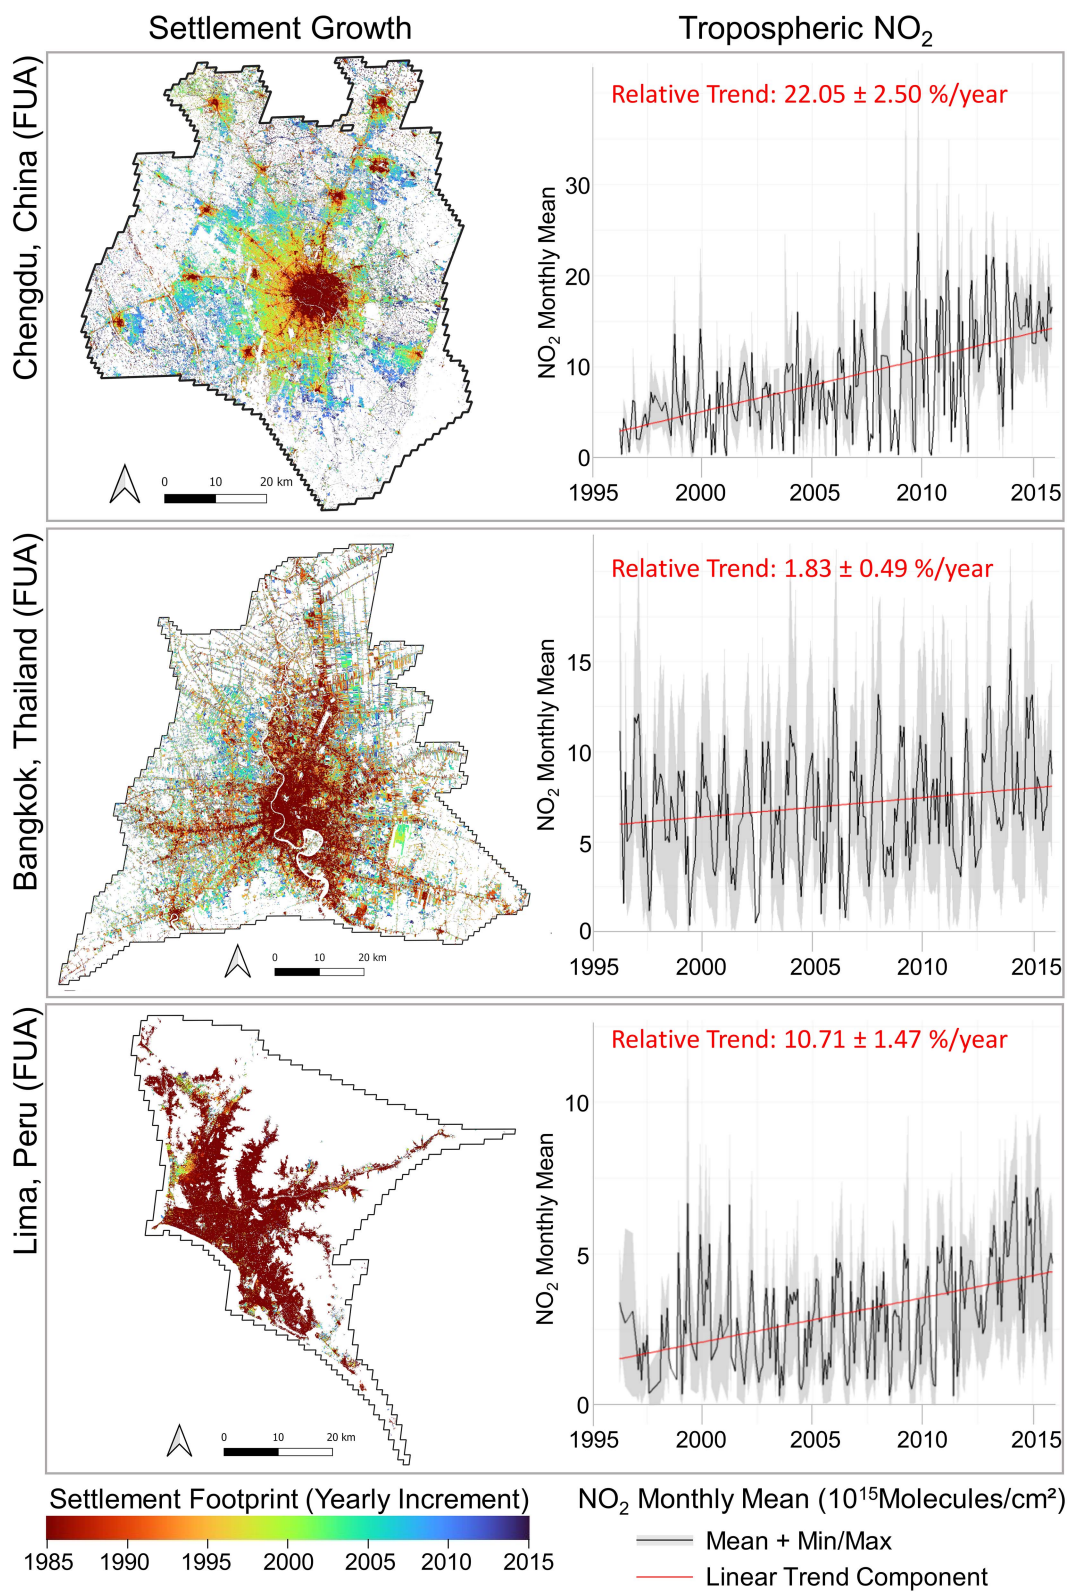 Settlement Growth
Tropospheric NO₂
Chengdu, China (FUA)
0 10 20 km
NO₂ Monthly Mean
Relative Trend: 22.05 ± 2.50 %/year
30
20
10
0
1995 2000 2005 2010 2015
Bangkok, Thailand (FUA)
0 10 20 km
NO₂ Monthly Mean
Relative Trend: 1.83 ± 0.49 %/year
15
10
5
0
1995 2000 2005 2010 2015
Lima, Peru (FUA)
0 10 20 km
NO₂ Monthly Mean
Relative Trend: 10.71 ± 1.47 %/year
10
5
0
1995 2000 2005 2010 2015
Settlement Footprint (Yearly Increment)
1985 1990 1995 2000 2005 2010 2015
NO₂ Monthly Mean (10¹⁵Molecules/cm²)
Mean + Min/Max
Linear Trend Component